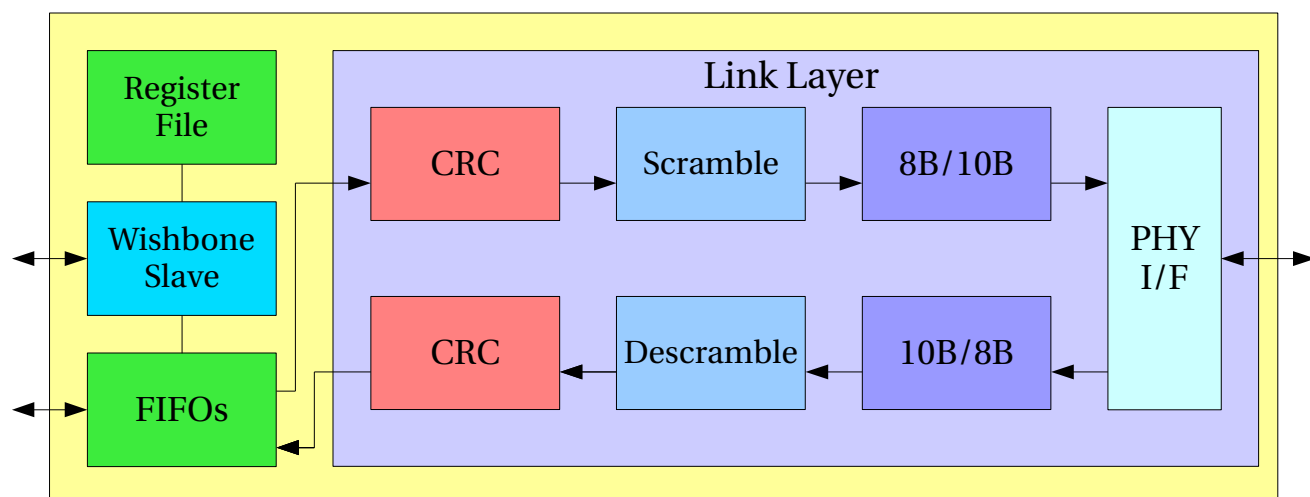 Register
File
Link Layer
CRC
Scramble
8B/10B
Wishbone
Slave
PHY
I/F
FIFOs
CRC
Descramble
10B/8B